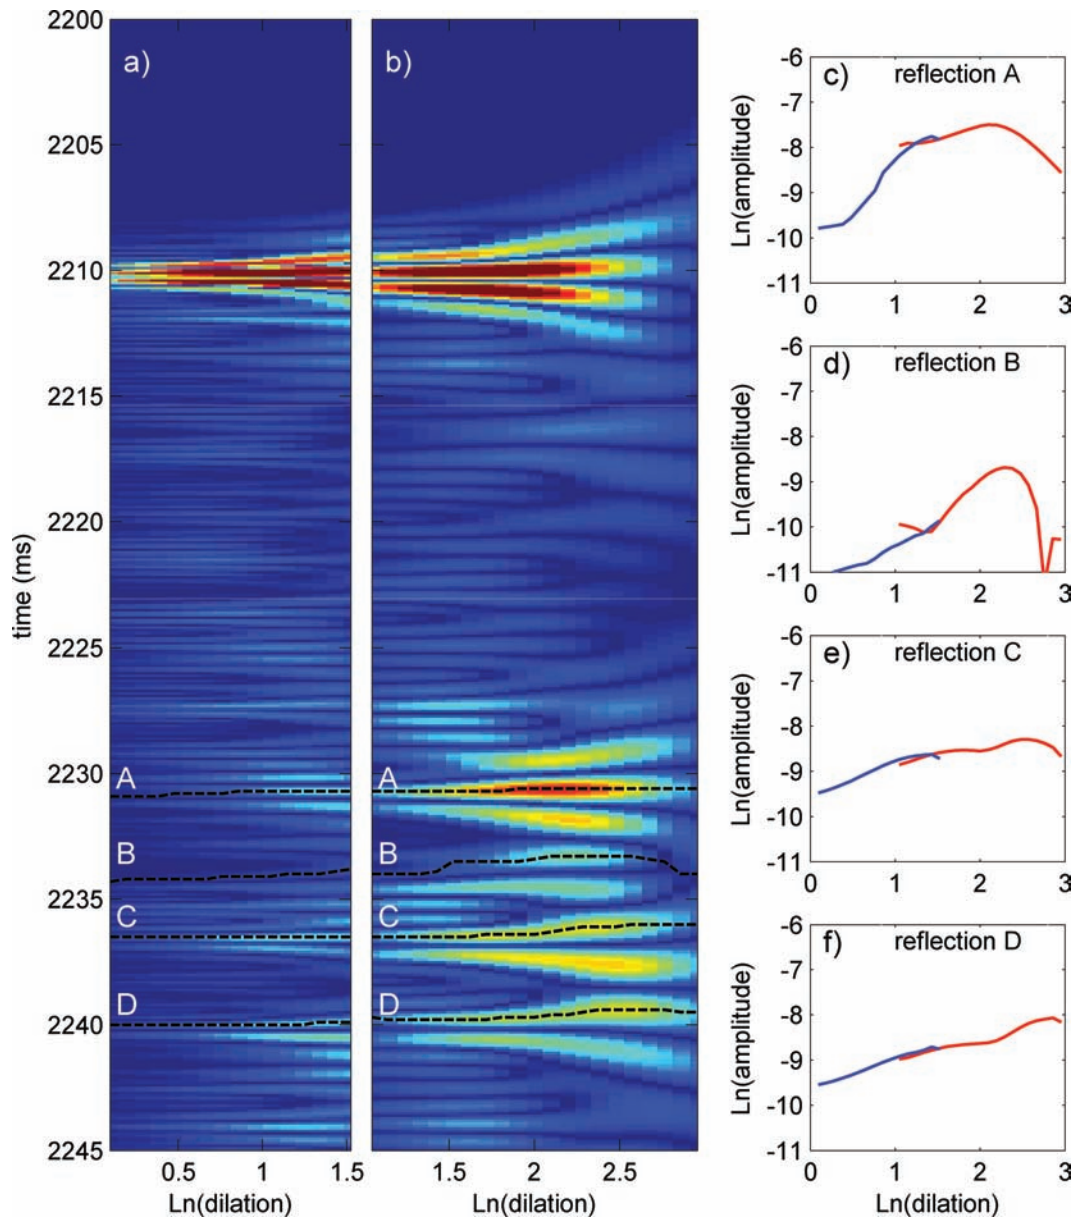 a)
b)
time (ms)
2200
2205
2210
2215
2220
2225
2230
2235
2240
2245
A
B
C
D
A
B
C
D
0.5 1 1.5
Ln(dilation)
1.5 2 2.5
Ln(dilation)
c) reflection A
Ln(amplitude)
-6
-7
-8
-9
-10
-11
0 1 2 3
d) reflection B
Ln(amplitude)
-6
-7
-8
-9
-10
-11
0 1 2 3
e) reflection C
Ln(amplitude)
-6
-7
-8
-9
-10
-11
0 1 2 3
f) reflection D
Ln(amplitude)
-6
-7
-8
-9
-10
-11
0 1 2 3
Ln(dilation)